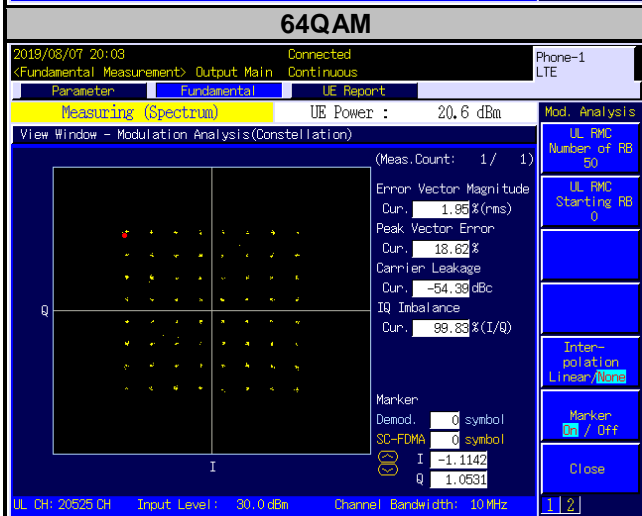 64QAM
2019/08/07 20:03 Connected Phone-1
<Fundamental Measurement> Output Main Continuous LTE
Parameter Fundamental UE Report
Measuring (Spectrum) UE Power : 20.6 dBm Mod. Analysis
View Window - Modulation Analysis(Constellation)
(Meas.Count: 1/ 1)
Error Vector Magnitude
Cur. 1.95 %(rms)
Peak Vector Error
Cur. 18.62 %
Carrier Leakage
Cur. -54.39 dBc
IQ Imbalance
Cur. 99.83 %(I/Q)
Q
I
Marker
Demod. 0 symbol
SC-FDMA 0 symbol
I -1.1142
Q 1.0531
UL RMC
Number of RB
50
UL RMC
Starting RB
0
Inter-
polation
Linear/None
Marker
On / Off
Close
UL CH: 20525 CH Input Level: 30.0 dBm Channel Bandwidth: 10 MHz 1 2